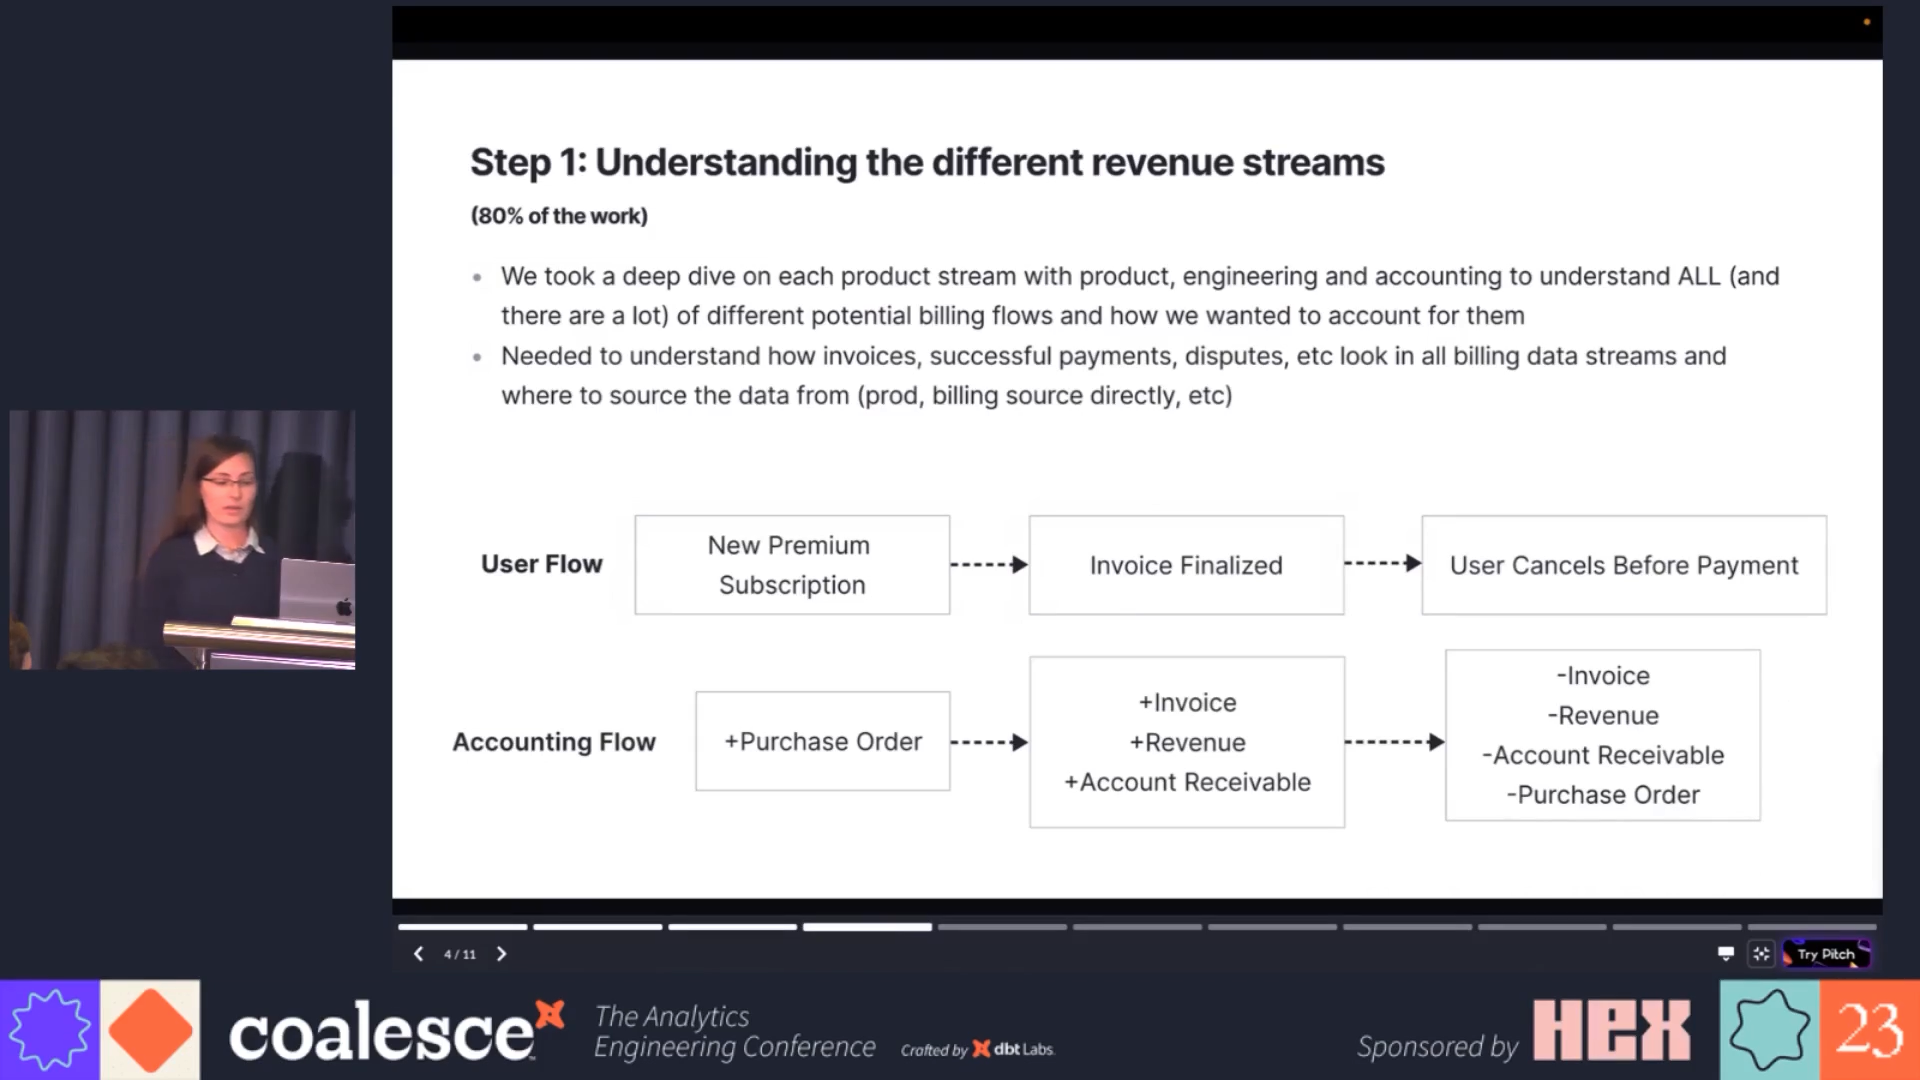 Step 1: Understanding the different revenue streams
(80% of the work)
• We took a deep dive on each product stream with product, engineering and accounting to understand ALL (and
there are a lot) of different potential billing flows and how we wanted to account for them
• Needed to understand how invoices, successful payments, disputes, etc look in all billing data streams and
where to source the data from (prod, billing source directly, etc)
User Flow
New Premium
Subscription
Invoice Finalized
User Cancels Before Payment
Accounting Flow
+Purchase Order
+Invoice
+Revenue
+Account Receivable
-Invoice
-Revenue
-Account Receivable
-Purchase Order
4 / 11
Try Pitch
coalesce
The Analytics
Engineering Conference
Crafted by dbt Labs
Sponsored by
HEX
23